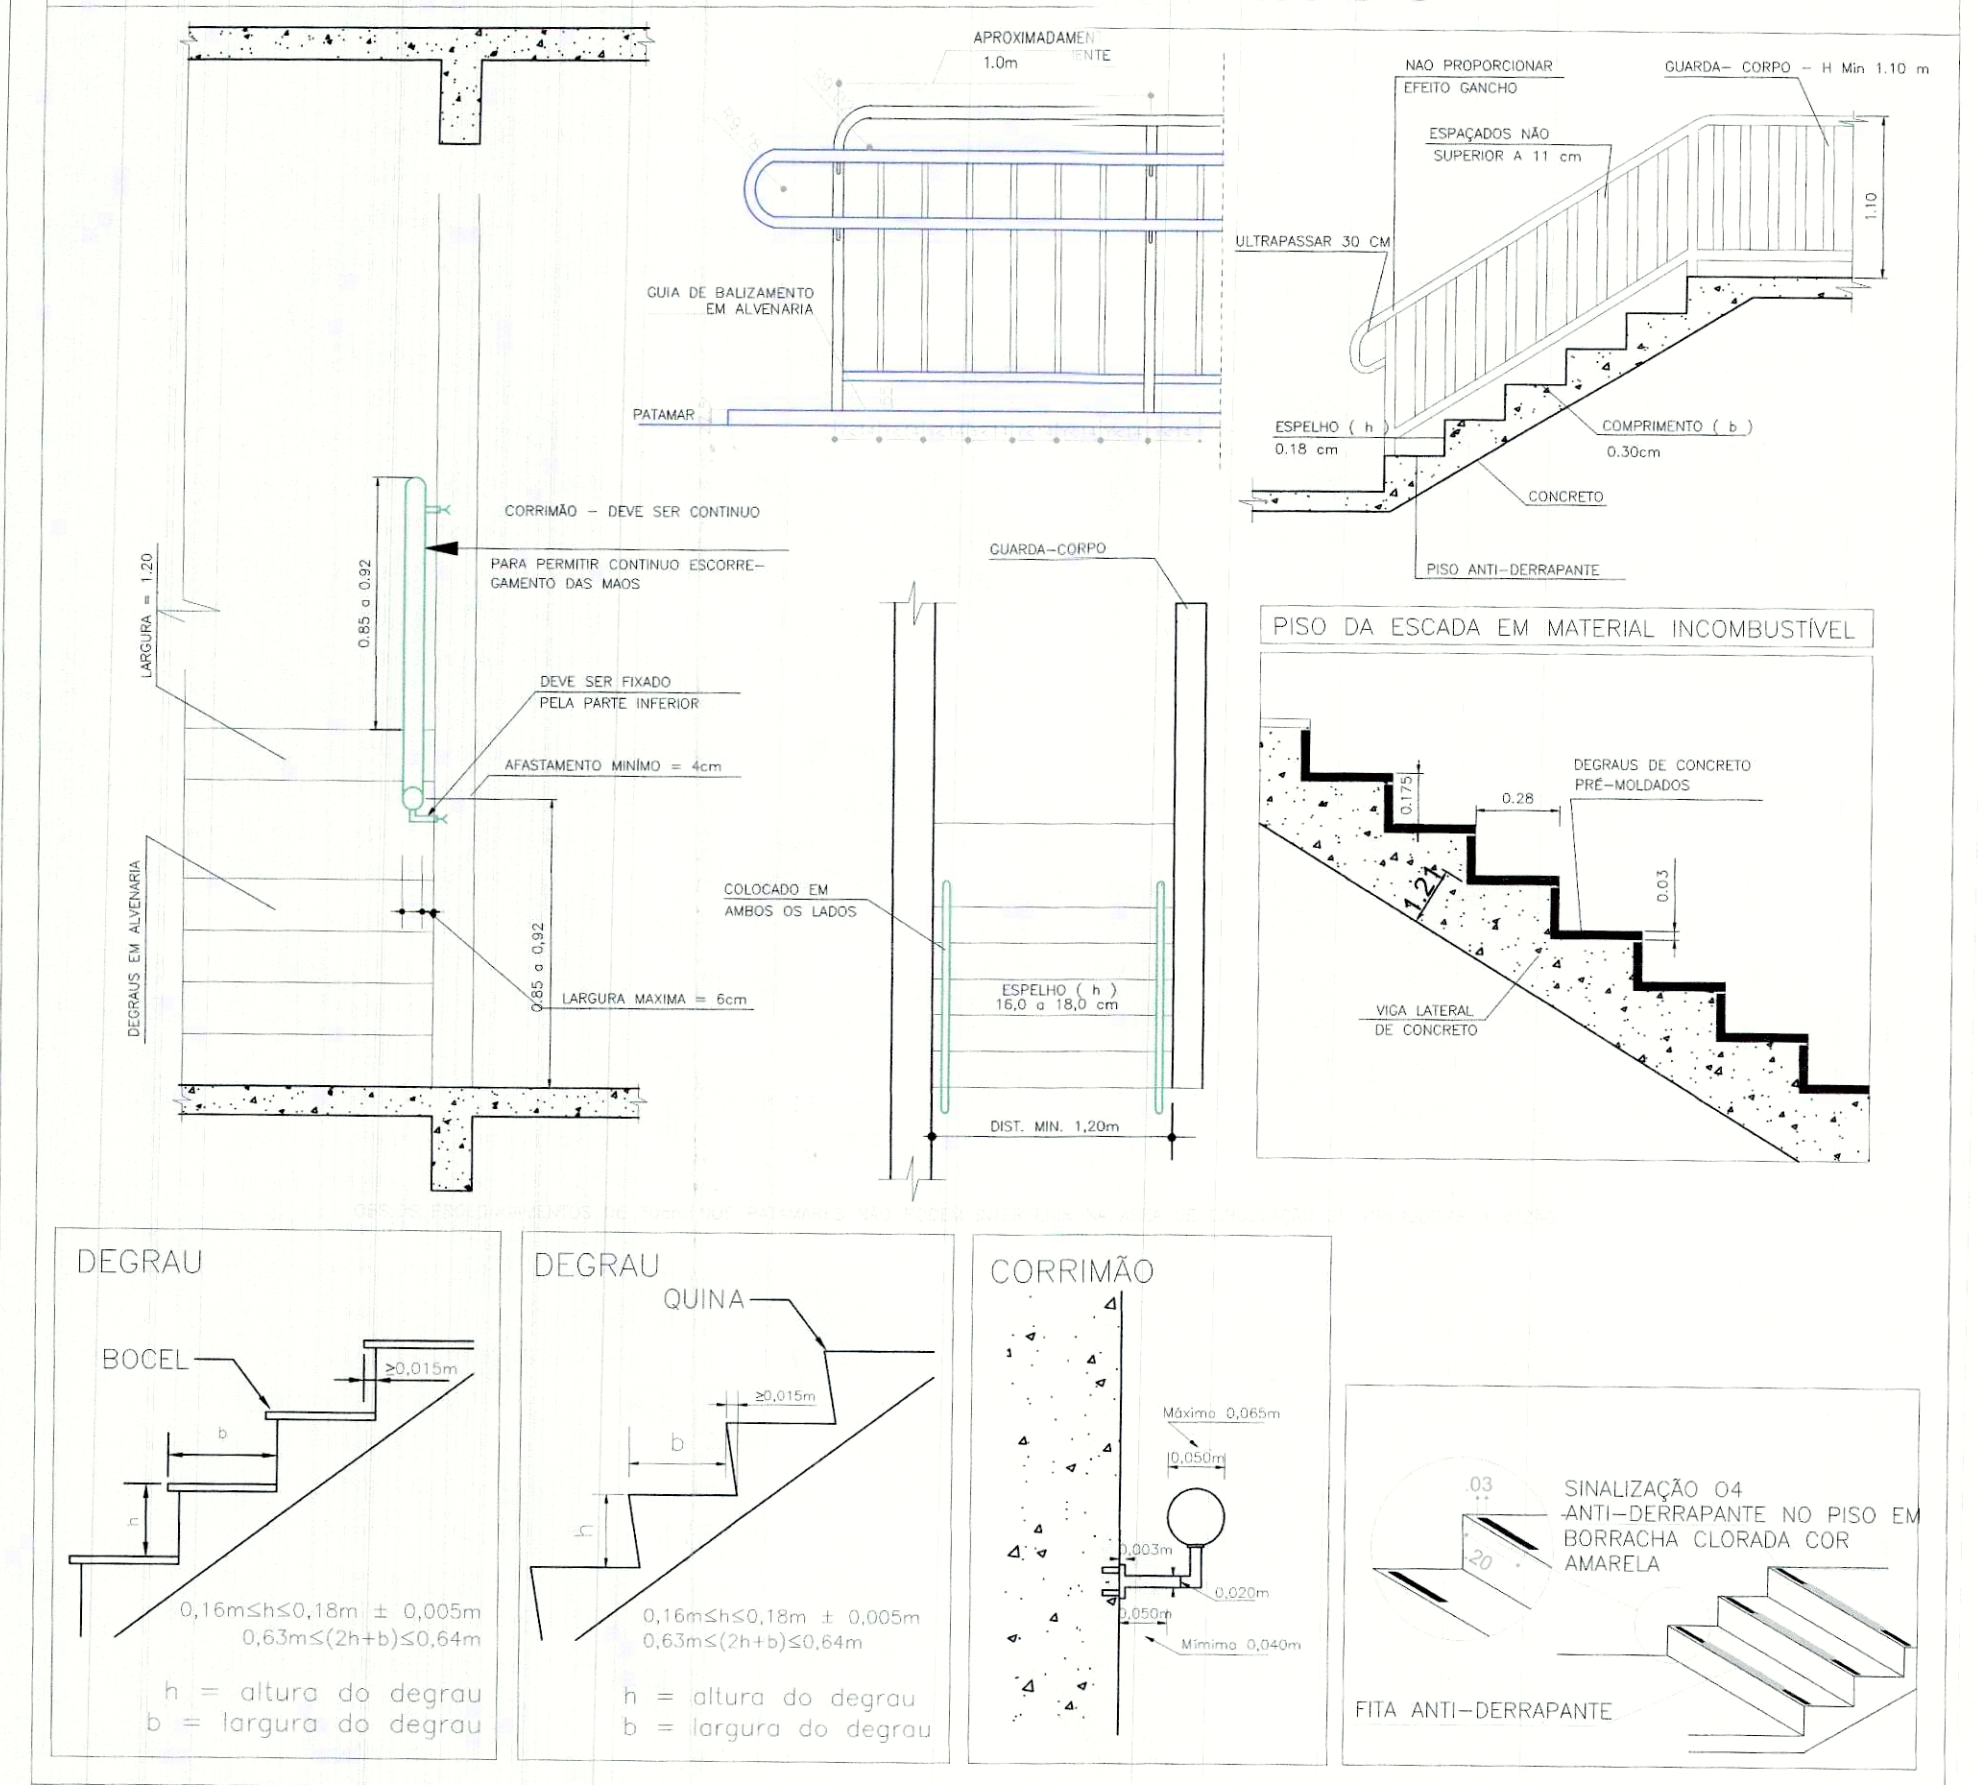 APROXIMADAMEN
ENTE
1.0m
GUIA DE BALIZAMENTO
EM ALVENARIA
PATAMAR
NAO PROPORCIONAR
EFEITO GANCHO
GUARDA- CORPO - H Min 1.10 m
ESPAÇADOS NÃO
SUPERIOR A 11 cm
1.10
ULTRAPASSAR 30 CM
ESPELHO ( h )
0.18 cm
COMPRIMENTO ( b )
0.30cm
CONCRETO
PISO ANTI-DERRAPANTE
LARGURA = 1.20
0.85 a 0.92
CORRIMÃO - DEVE SER CONTINUO
PARA PERMITIR CONTINUO ESCORRE-
GAMENTO DAS MAOS
DEVE SER FIXADO
PELA PARTE INFERIOR
AFASTAMENTO MINÍMO = 4cm
DEGRAUS EM ALVENARIA
0.85 a 0,92
LARGURA MAXIMA = 6cm
GUARDA-CORPO
COLOCADO EM
AMBOS OS LADOS
ESPELHO ( h )
16,0 a 18,0 cm
DIST. MIN. 1,20m
PISO DA ESCADA EM MATERIAL INCOMBUSTÍVEL
0.175
0.28
DEGRAUS DE CONCRETO
PRÉ-MOLDADOS
0.03
1.21
VIGA LATERAL
DE CONCRETO
DEGRAU
BOCEL
≥0,015m
b
h
0,16m≤h≤0,18m ± 0,005m
0,63m≤(2h+b)≤0,64m
h = altura do degrau
b = largura do degrau
DEGRAU
QUINA
≥0,015m
b
h
0,16m≤h≤0,18m ± 0,005m
0,63m≤(2h+b)≤0,64m
h = altura do degrau
b = largura do degrau
CORRIMÃO
Máximo 0,065m
0,050m
0,003m
0,020m
0,050m
Mimima 0,040m
.03
.20
SINALIZAÇÃO 04
ANTI-DERRAPANTE NO PISO EM
BORRACHA CLORADA COR
AMARELA
FITA ANTI-DERRAPANTE